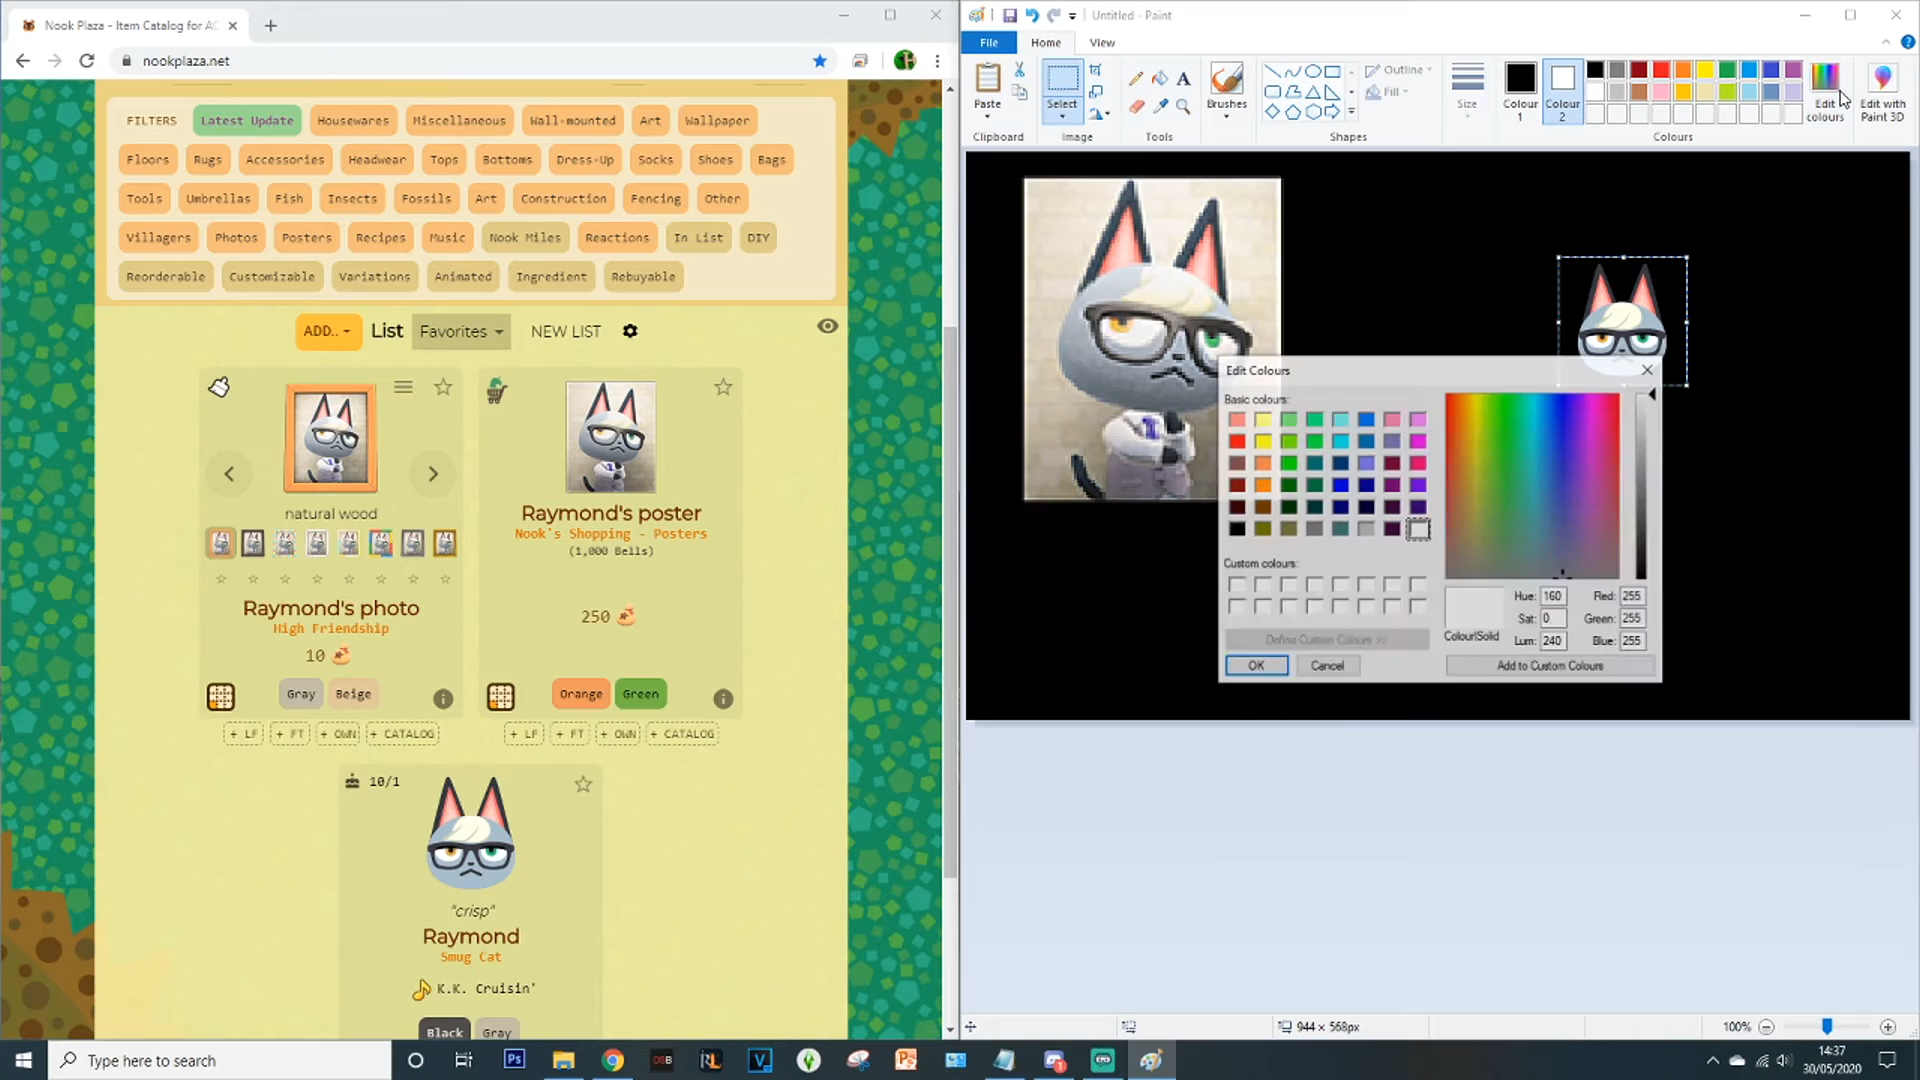 Nook Plaza - Item Catalog for AC
nookplaza.net
FILTERS Latest Update Housewares Miscellaneous Wall-mounted Art Wallpaper
Floors Rugs Accessories Headwear Tops Bottoms Dress-Up Socks Shoes Bags
Tools Umbrellas Fish Insects Fossils Art Construction Fencing Other
Villagers Photos Posters Recipes Music Nook Miles Reactions In List DIY
Reorderable Customizable Variations Animated Ingredient Rebuyable
ADD.. List Favorites NEW LIST
natural wood
Raymond's photo
High Friendship
10
Gray Beige
+ LF + FT + OWN + CATALOG
Raymond's poster
Nook's Shopping - Posters
(1,000 Bells)
250
Orange Green
+ LF + FT + OWN + CATALOG
10/1
"crisp"
Raymond
Smug Cat
K.K. Cruisin'
Black Gray
Untitled - Paint
File Home View
Paste
Clipboard
Select
Image
Tools
Brushes
Outline
Fill
Shapes
Size
Colour
1
Colour
2
Edit
colours
Edit with
Paint 3D
Colours
Edit Colours
Basic colours:
Custom colours:
Define Custom Colours >>
OK Cancel
Colour|Solid
Hue: 160 Red: 255
Sat: 0 Green: 255
Lum: 240 Blue: 255
Add to Custom Colours
944 × 568px
100%
Type here to search
Ps
OSB
RL
V
14:37
30/05/2020